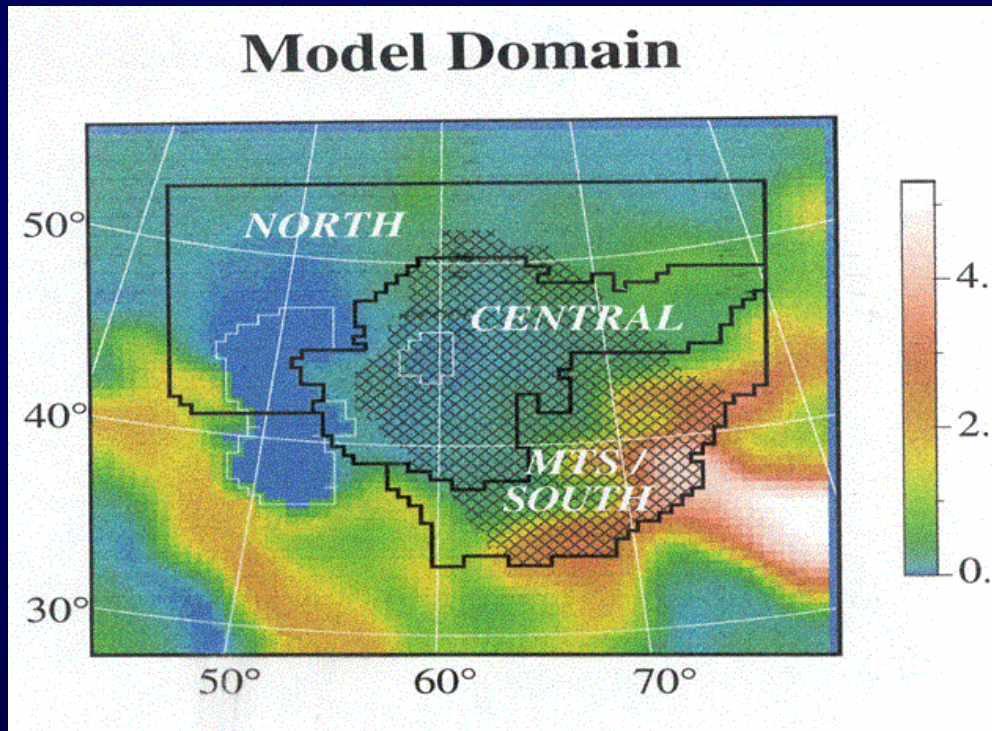 Model Domain
50°
40°
30°
NORTH
CENTRAL
MTS /
SOUTH
50°
60°
70°
4.
2.
0.